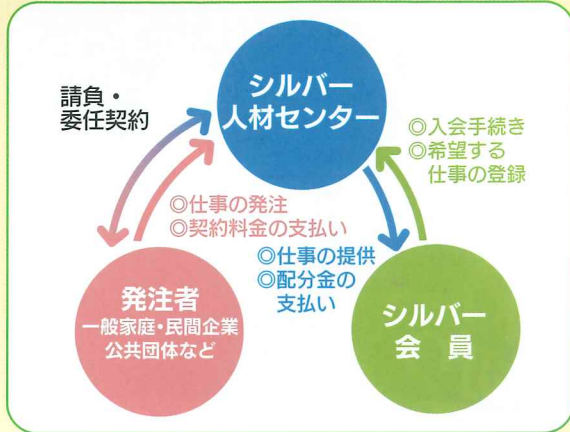 シルバー
人材センター
請負・
委任契約
◎入会手続き
◎希望する
仕事の登録
◎仕事の発注
◎契約料金の支払い
◎仕事の提供
◎配分金の
支払い
発注者
一般家庭・民間企業
公共団体など
シルバー
会 員